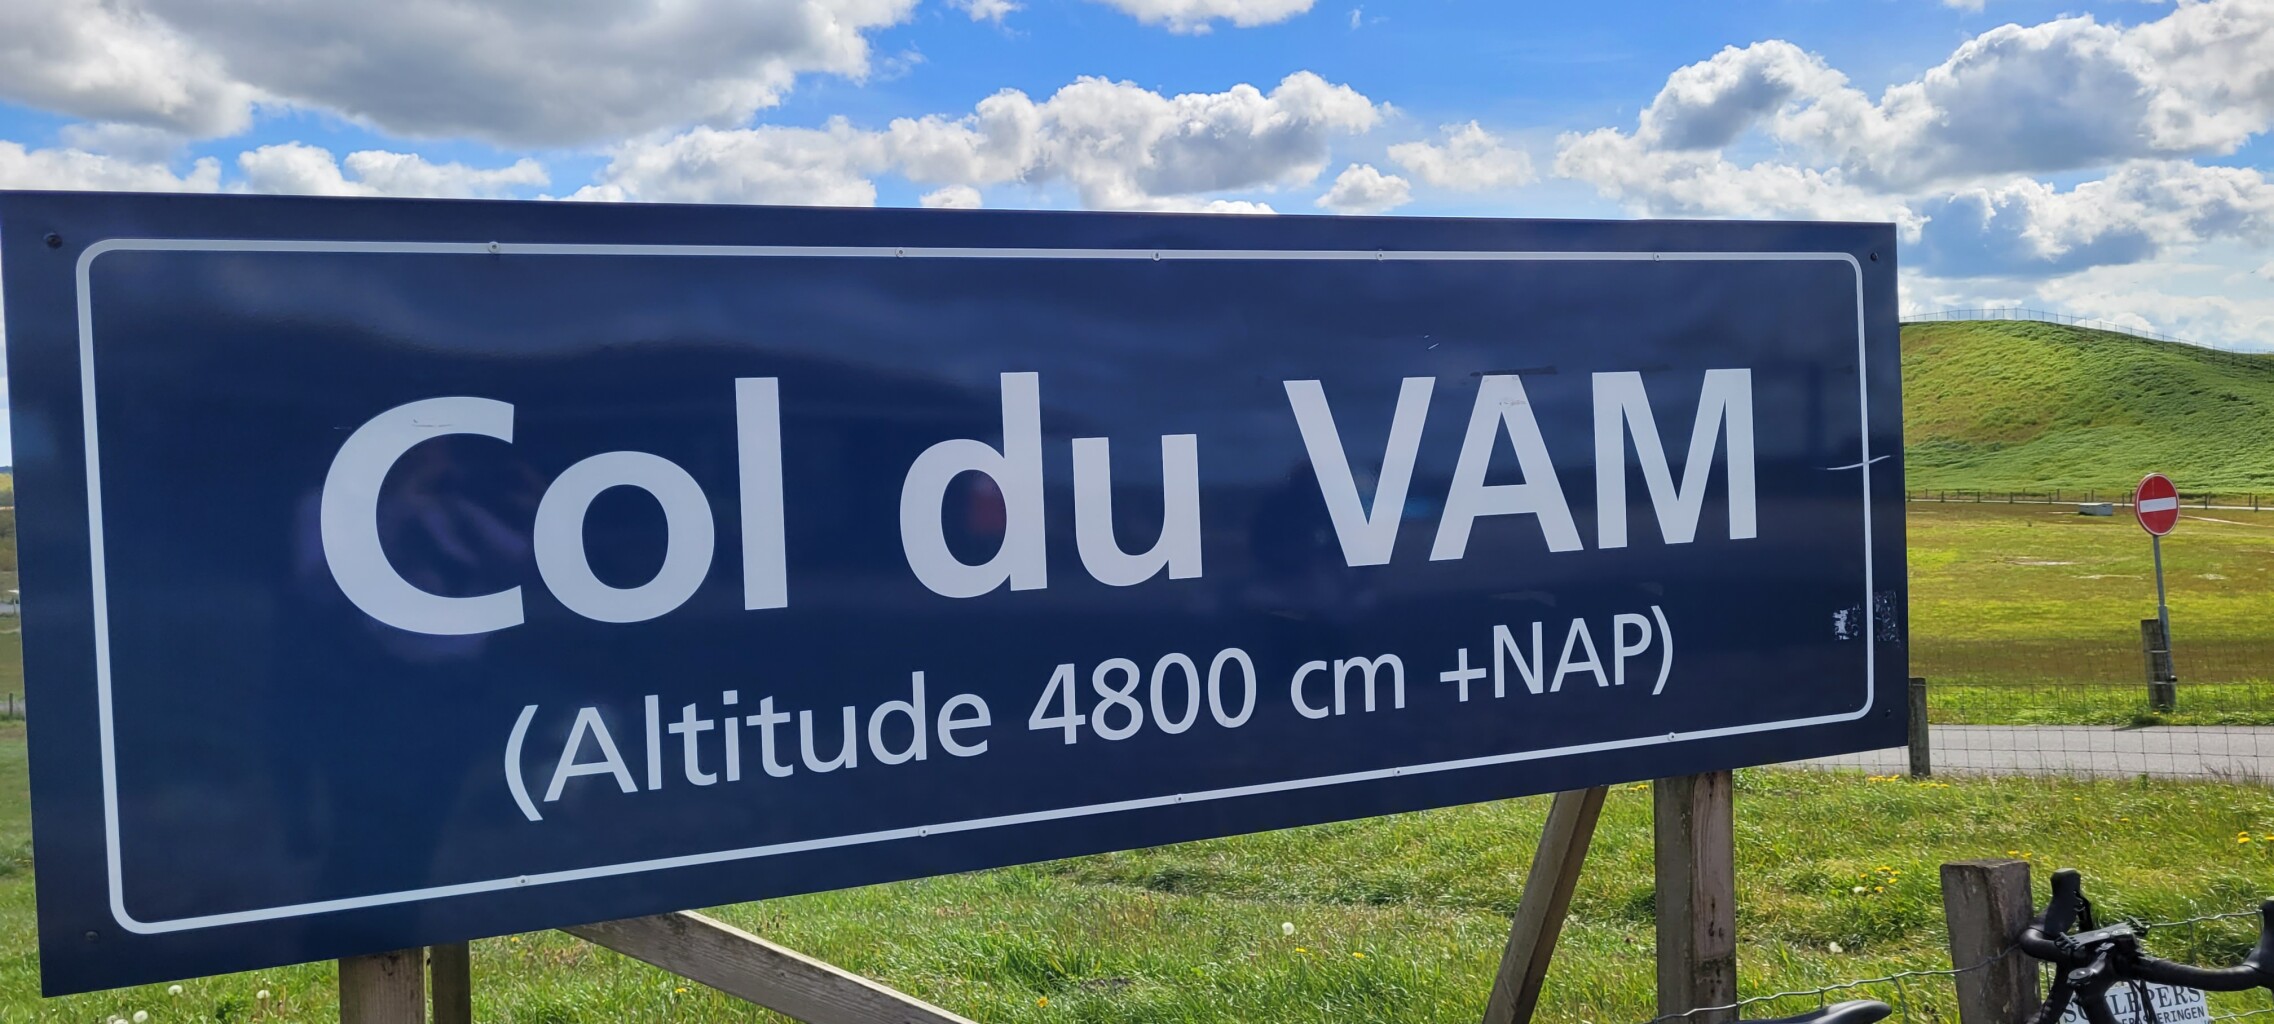 Col du VAM
(Altitude 4800 cm +NAP)